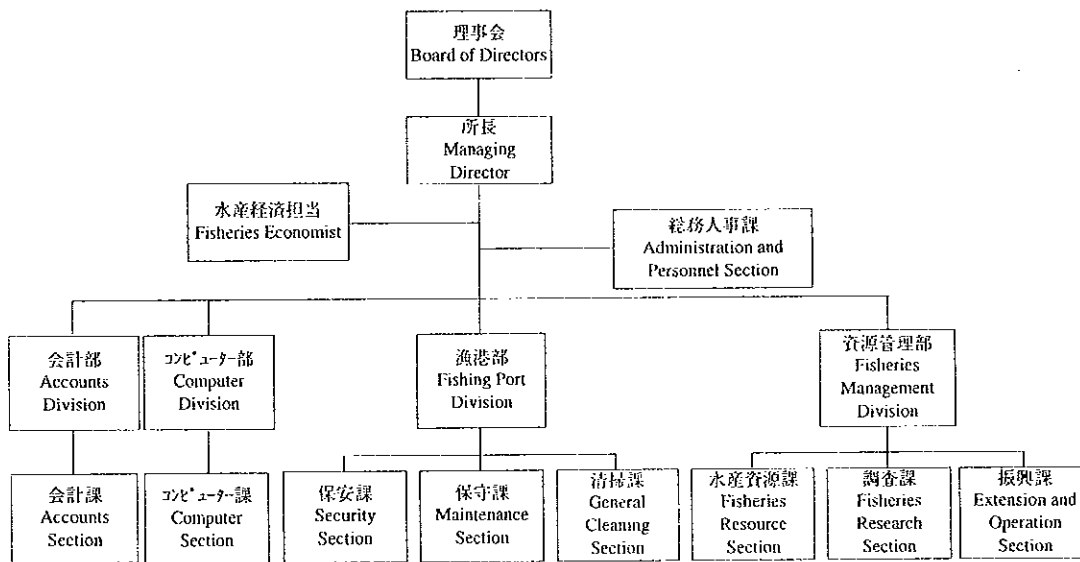 理事会
Board of Directors
所長
Managing
Director
水産経済担当
Fisheries Economist
総務人事課
Administration and
Personnel Section
会計部
Accounts
Division
ｺﾝﾋﾟｭｰﾀｰ部
Computer
Division
漁港部
Fishing Port
Division
資源管理部
Fisheries
Management
Division
会計課
Accounts
Section
ｺﾝﾋﾟｭｰﾀｰ課
Computer
Section
保安課
Security
Section
保守課
Maintenance
Section
清掃課
General
Cleaning
Section
水産資源課
Fisheries
Resource
Section
調査課
Fisheries
Research
Section
振興課
Extension and
Operation
Section